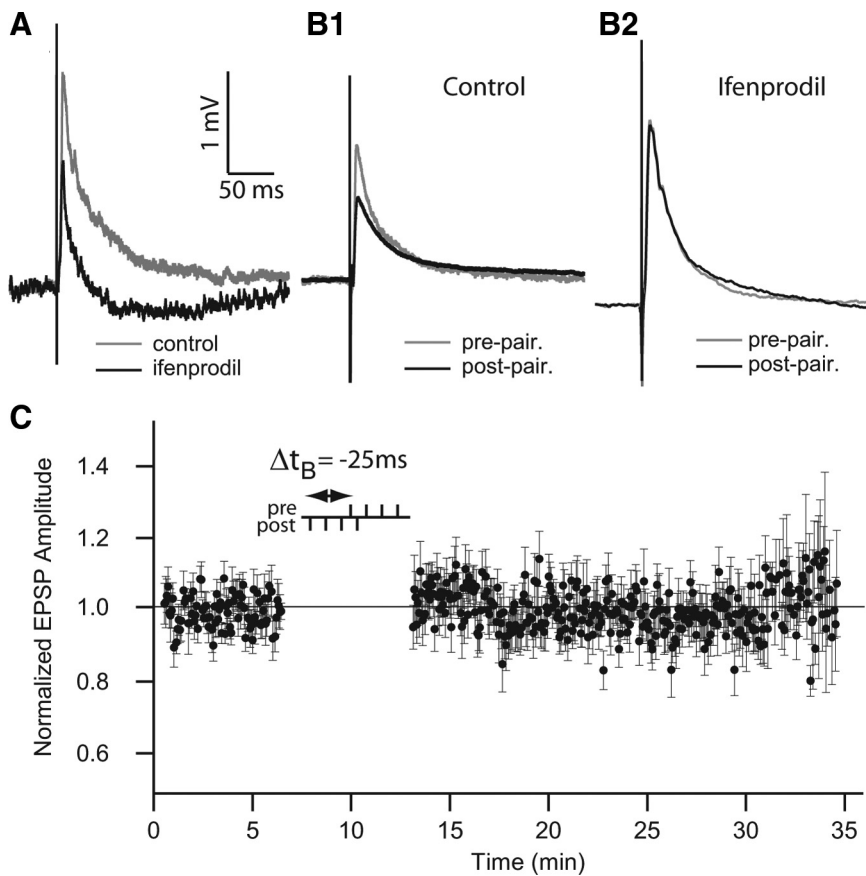 A
1 mV
50 ms
control
ifenprodil
B1
Control
pre-pair.
post-pair.
B2
Ifenprodil
pre-pair.
post-pair.
C
Normalized EPSP Amplitude
1.4
1.2
1.0
0.8
0.6
ΔtB= -25ms
pre
post
0 5 10 15 20 25 30 35
Time (min)